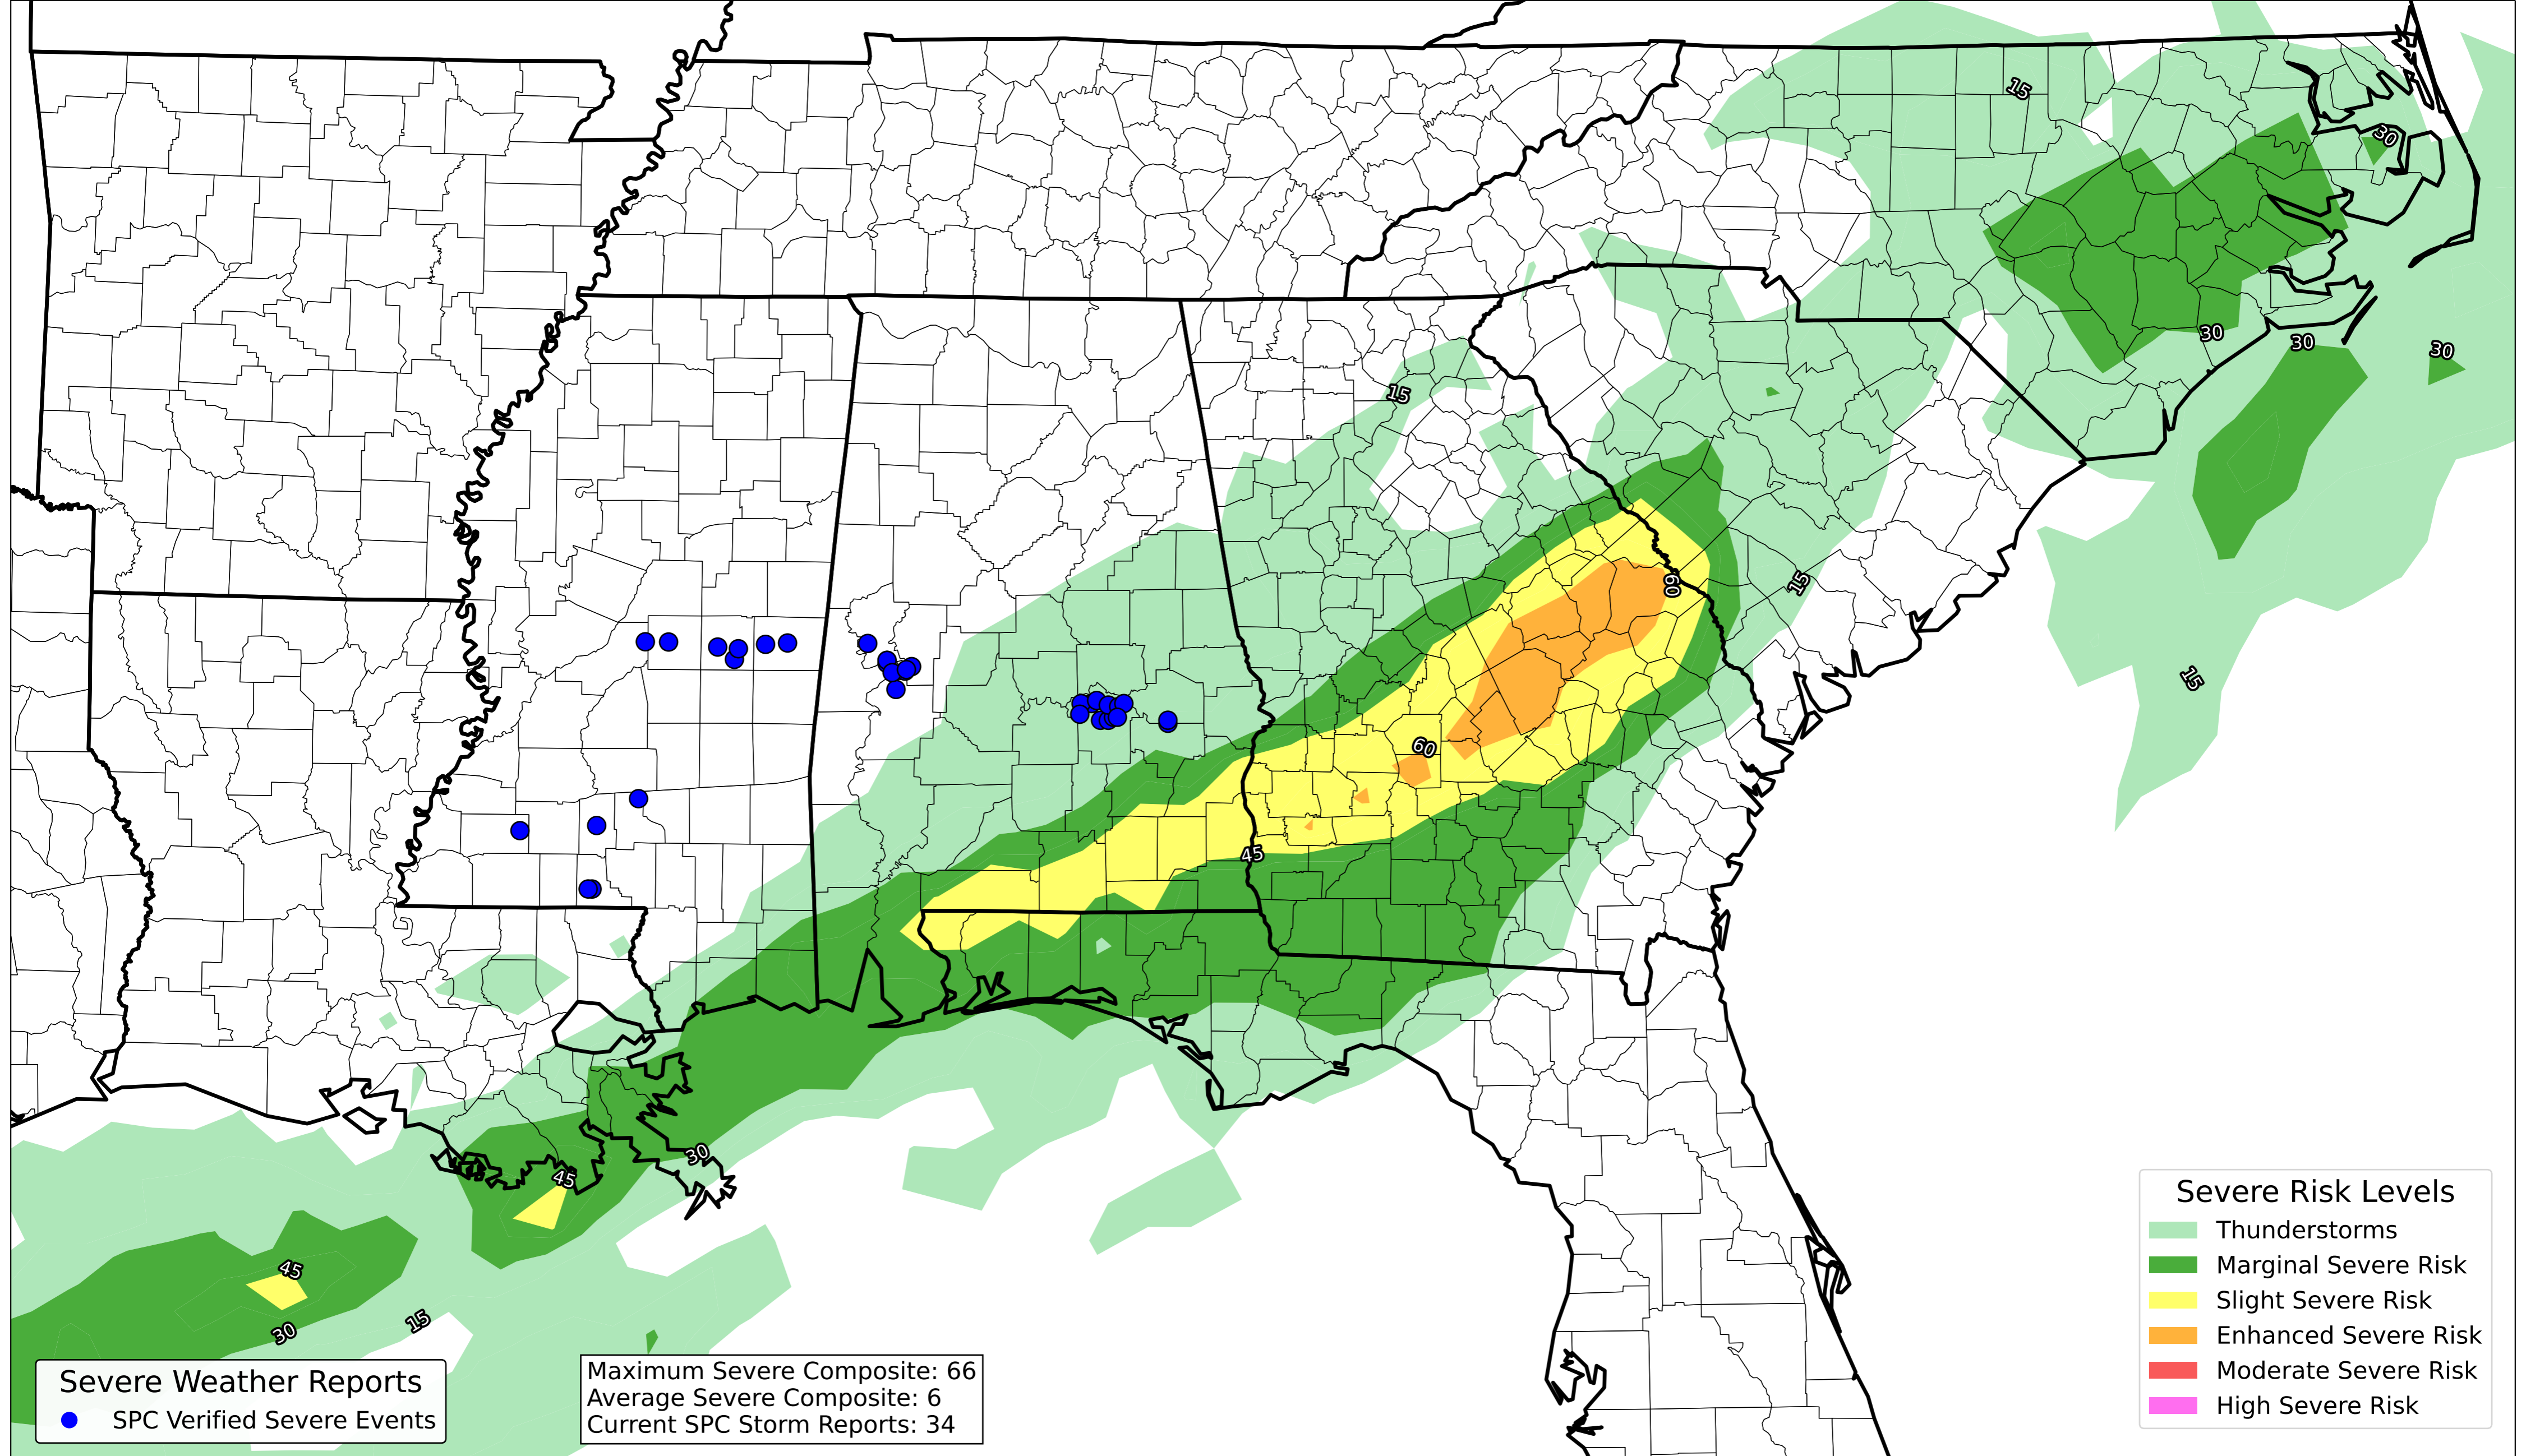 15
30
30
30
30
15
60
15
15
60
45
30
45
45
15
30
Severe Risk Levels
Thunderstorms
Marginal Severe Risk
Slight Severe Risk
Enhanced Severe Risk
Moderate Severe Risk
High Severe Risk
Severe Weather Reports
SPC Verified Severe Events
Maximum Severe Composite: 66
Average Severe Composite: 6
Current SPC Storm Reports: 34